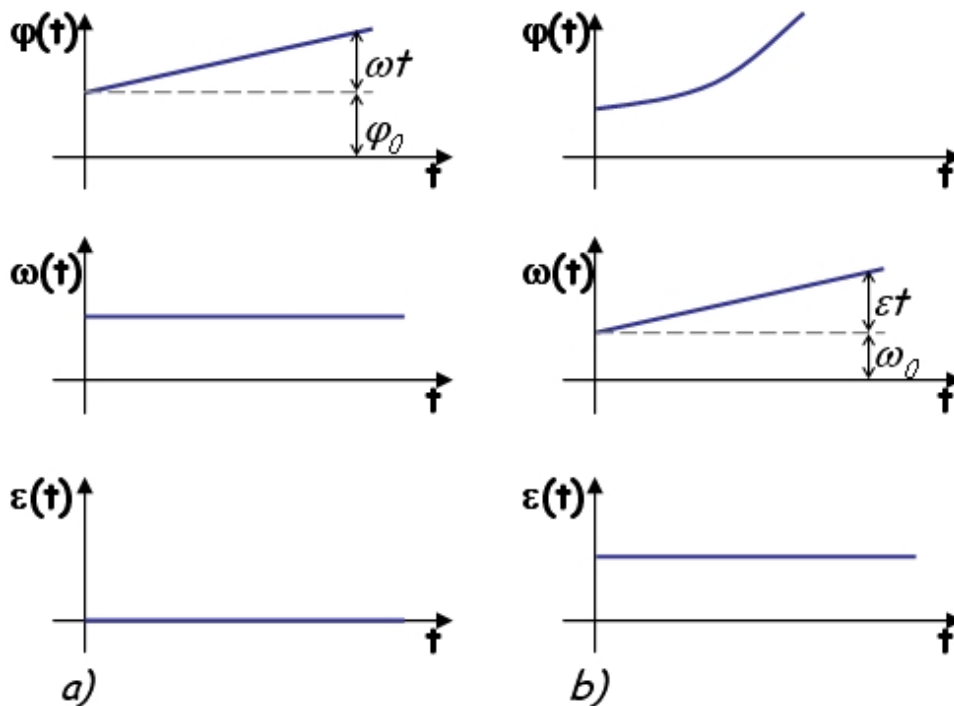 φ(t) ωt φ0 t
φ(t) t
ω(t) t
ω(t) εt ω0 t
ε(t) t
ε(t) t
a) b)